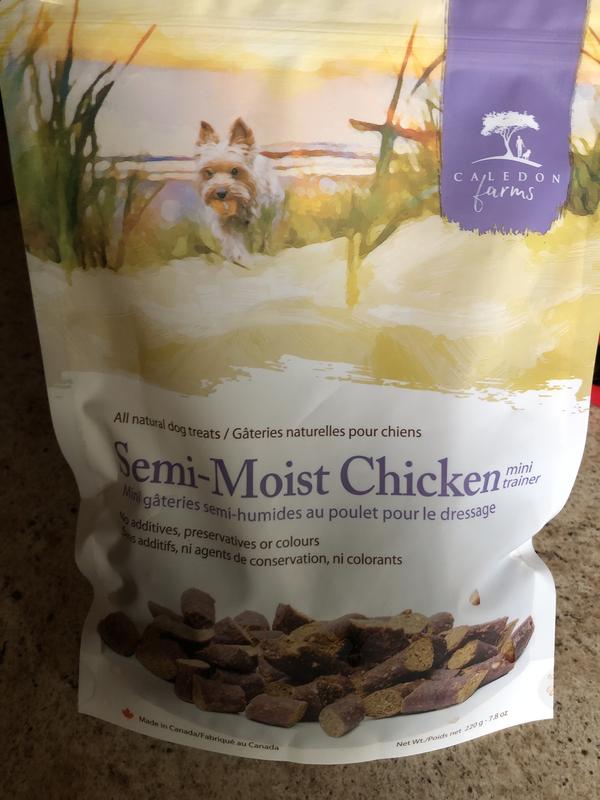 CALEDON
farms
All natural dog treats / Gâteries naturelles pour chiens
Semi-Moist Chicken mini trainer
Mini gâteries semi-humides au poulet pour le dressage
No additives, preservatives or colours
Sans additifs, ni agents de conservation, ni colorants
Made in Canada/Fabriqué au Canada
Net Wt./Poids net 220 g - 7.8 oz